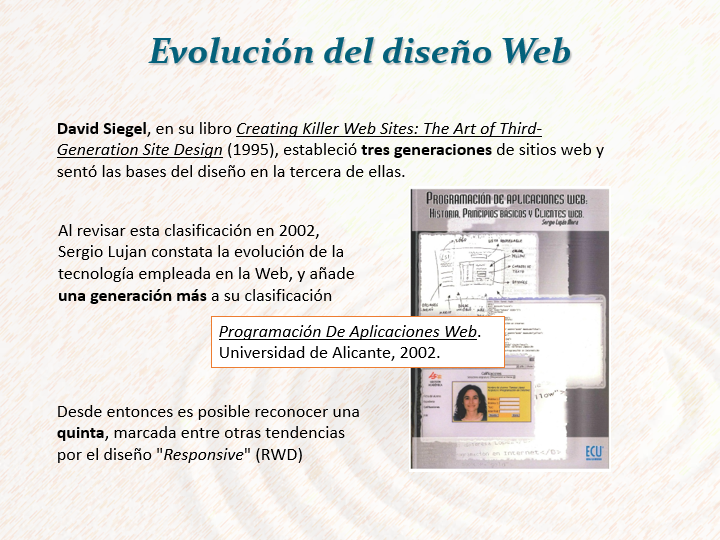 Evolución del diseño Web
David Siegel, en su libro Creating Killer Web Sites: The Art of Third-
Generation Site Design (1995), estableció tres generaciones de sitios web y
sentó las bases del diseño en la tercera de ellas.
Al revisar esta clasificación en 2002,
Sergio Lujan constata la evolución de la
tecnología empleada en la Web, y añade
una generación más a su clasificación
PROGRAMACIÓN DE APLICACIONES WEB:
HISTORIA, PRINCIPIOS BÁSICOS Y CLIENTES WEB.
Sergio Luján Mora
LOGO
Programación De Aplicaciones Web.
Universidad de Alicante, 2002.
Desde entonces es posible reconocer una
quinta, marcada entre otras tendencias
por el diseño "Responsive" (RWD)
ECU